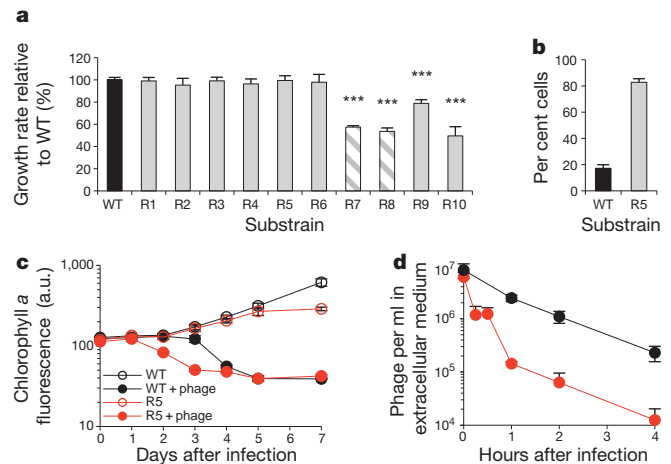 a
Growth rate relative
to WT (%)
120
100
80
60
40
20
0
***
***
***
***
WT R1 R2 R3 R4 R5 R6 R7 R8 R9 R10
Substrain
b
Per cent cells
100
80
60
40
20
0
WT R5
Substrain
c
Chlorophyll a
fluorescence (a.u.)
1,000
100
10
WT
WT + phage
R5
R5 + phage
0 1 2 3 4 5 7
Days after infection
d
Phage per ml in
extracellular medium
10⁷
10⁶
10⁵
10⁴
0 1 2 4
Hours after infection